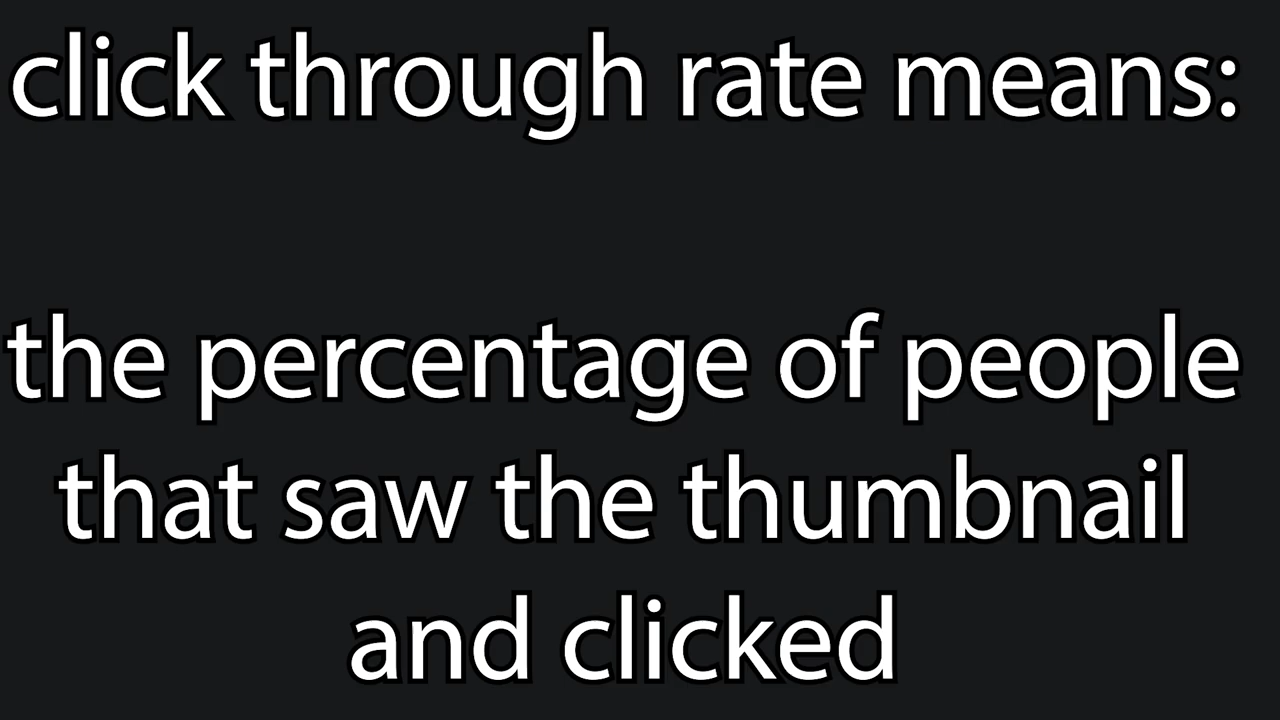 click through rate means:
the percentage of people
that saw the thumbnail
and clicked